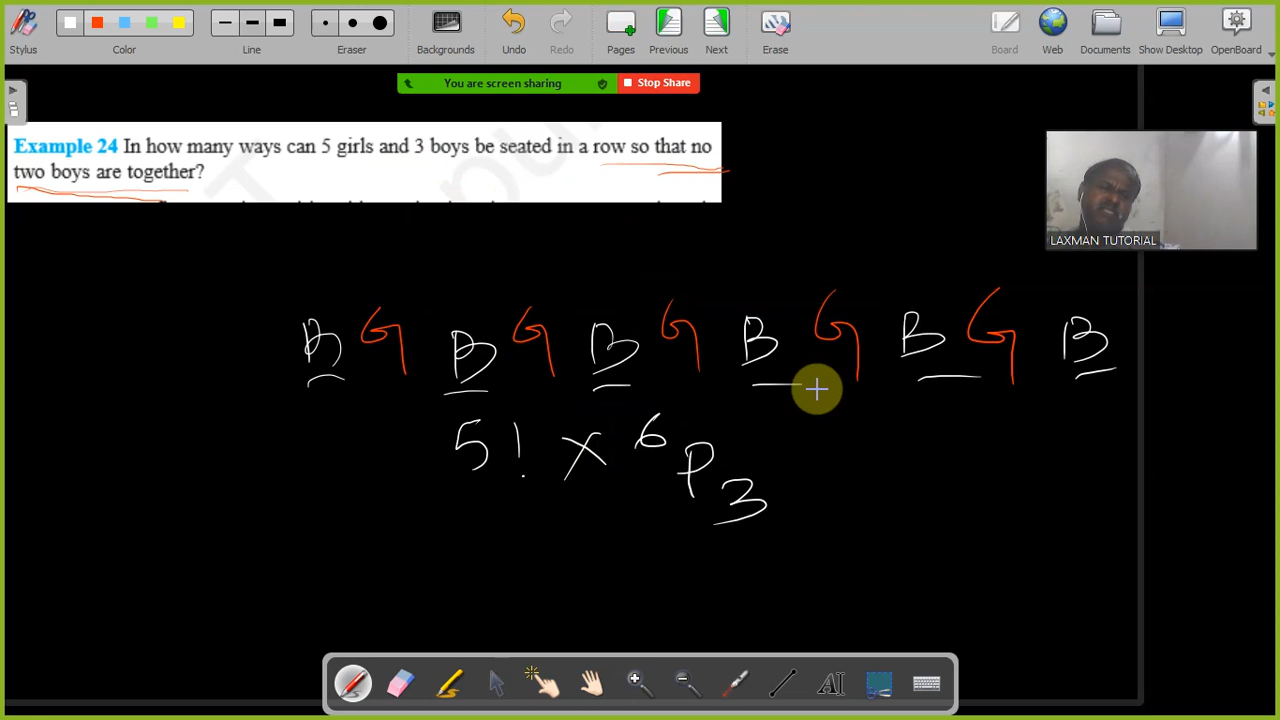 Stylus Color Line Eraser Backgrounds Undo Redo Pages Previous Next Erase Board Web Documents Show Desktop OpenBoard
You are screen sharing Stop Share
Example 24 In how many ways can 5 girls and 3 boys be seated in a row so that no
two boys are together?
LAXMAN TUTORIAL
B G B G B G B G B G B
5! × ⁶P₃